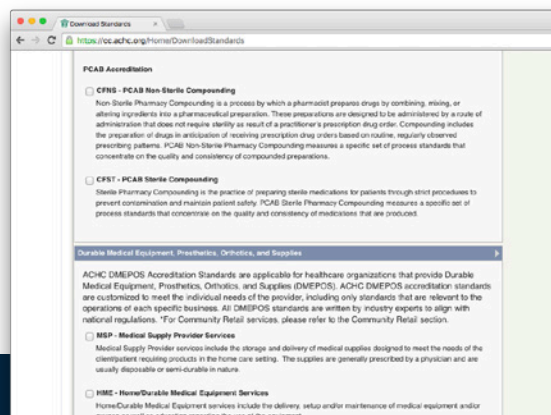 Download Standards
https://cc.achc.org/Home/DownloadStandards
PCAB Accreditation
CFNS - PCAB Non-Sterile Compounding
Non-Sterile Pharmacy Compounding is a process by which a pharmacist prepares drugs by combining, mixing, or
altering ingredients into a pharmaceutical preparation. These preparations are designed to be administered by a route of
administration that does not require sterility as result of a practitioner's prescription drug order. Compounding includes
the preparation of drugs in anticipation of receiving prescription drug orders based on routine, regularly observed
prescribing patterns. PCAB Non-Sterile Pharmacy Compounding measures a specific set of process standards that
concentrate on the quality and consistency of compounded preparations.
CFST - PCAB Sterile Compounding
Sterile Pharmacy Compounding is the practice of preparing sterile medications for patients through strict procedures to
prevent contamination and maintain patient safety. PCAB Sterile Pharmacy Compounding measures a specific set of
process standards that concentrate on the quality and consistency of medications that are produced.
Durable Medical Equipment, Prosthetics, Orthotics, and Supplies
ACHC DMEPOS Accreditation Standards are applicable for healthcare organizations that provide Durable
Medical Equipment, Prosthetics, Orthotics, and Supplies (DMEPOS). ACHC DMEPOS accreditation standards
are customized to meet the individual needs of the provider, including only standards that are relevant to the
operations of each specific business. All DMEPOS standards are written by industry experts to align with
national regulations. *For Community Retail services, please refer to the Community Retail section.
MSP - Medical Supply Provider Services
Medical Supply Provider services include the storage and delivery of medical supplies designed to meet the needs of the
client/patient requiring products in the home care setting. The supplies are generally prescribed by a physician and are
usually disposable or semi-durable in nature.
HME - Home/Durable Medical Equipment Services
Home/Durable Medical Equipment services include the delivery, setup and/or maintenance of medical equipment and/or